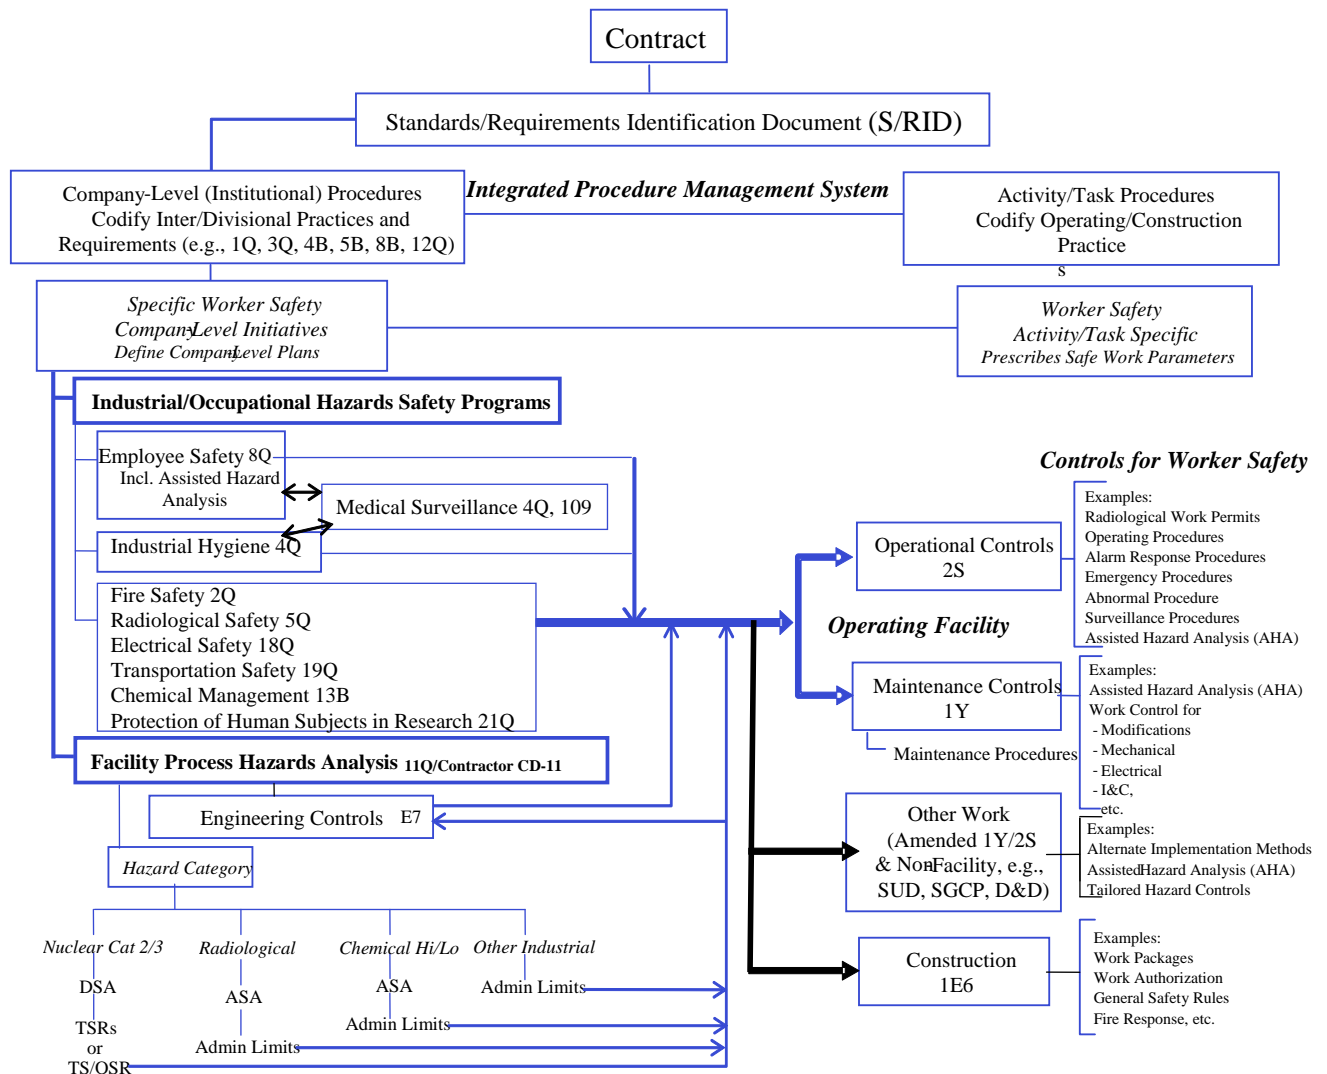 Contract
Standards/Requirements Identification Document (S/RID)
Company-Level (Institutional) Procedures
Codify Inter/Divisional Practices and
Requirements (e.g., 1Q, 3Q, 4B, 5B, 8B, 12Q)
Integrated Procedure Management System
Activity/Task Procedures
Codify Operating/Construction
Practice
s
Specific Worker Safety
Company-Level Initiatives
Define Company-Level Plans
Worker Safety
Activity/Task Specific
Prescribes Safe Work Parameters
Industrial/Occupational Hazards Safety Programs
Employee Safety 8Q
Incl. Assisted Hazard
Analysis
Medical Surveillance 4Q, 109
Industrial Hygiene 4Q
Fire Safety 2Q
Radiological Safety 5Q
Electrical Safety 18Q
Transportation Safety 19Q
Chemical Management 13B
Protection of Human Subjects in Research 21Q
Facility Process Hazards Analysis 11Q/Contractor CD-11
Engineering Controls E7
Hazard Category
Nuclear Cat 2/3
DSA
TSRs
or
TS/OSR
Radiological
ASA
Admin Limits
Chemical Hi/Lo
ASA
Admin Limits
Other Industrial
Admin Limits
Controls for Worker Safety
Operating Facility
Operational Controls
2S
Examples:
Radiological Work Permits
Operating Procedures
Alarm Response Procedures
Emergency Procedures
Abnormal Procedure
Surveillance Procedures
Assisted Hazard Analysis (AHA)
Maintenance Controls
1Y
Maintenance Procedures
Examples:
Assisted Hazard Analysis (AHA)
Work Control for
- Modifications
- Mechanical
- Electrical
- I&C,
etc.
Other Work
(Amended 1Y/2S
& Non-Facility, e.g.,
SUD, SGCP, D&D)
Examples:
Alternate Implementation Methods
Assisted Hazard Analysis (AHA)
Tailored Hazard Controls
Construction
1E6
Examples:
Work Packages
Work Authorization
General Safety Rules
Fire Response, etc.